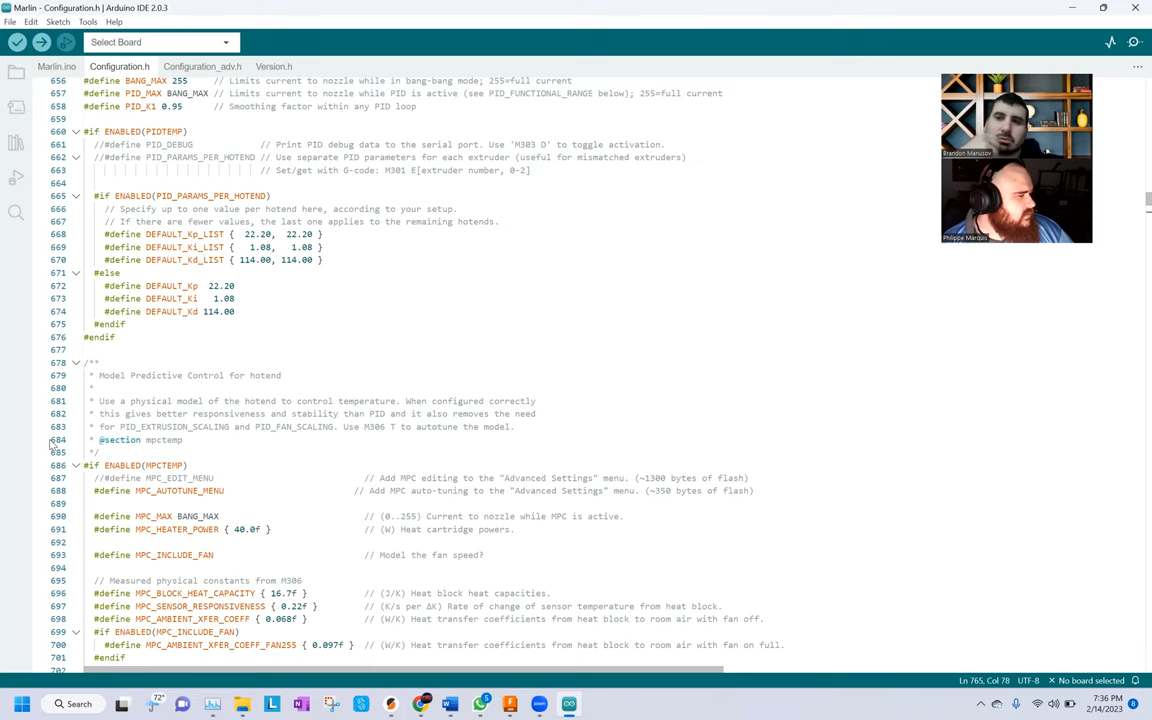 Marlin - Configuration.h | Arduino IDE 2.0.3
File Edit Sketch Tools Help
Select Board
Marlin.ino Configuration.h Configuration_adv.h Version.h
656 #define BANG_MAX 255 // Limits current to nozzle while in bang-bang mode; 255=full current
657 #define PID_MAX BANG_MAX // Limits current to nozzle while PID is active (see PID_FUNCTIONAL_RANGE below); 255=full current
658 #define PID_K1 0.95 // Smoothing factor within any PID loop
659
660 #if ENABLED(PIDTEMP)
661 //#define PID_DEBUG // Print PID debug data to the serial port. Use 'M303 D' to toggle activation.
662 //#define PID_PARAMS_PER_HOTEND // Use separate PID parameters for each extruder (useful for mismatched extruders)
663 // Set/get with G-code: M301 E[extruder number, 0-2]
664
665 #if ENABLED(PID_PARAMS_PER_HOTEND)
666 // Specify up to one value per hotend here, according to your setup.
667 // If there are fewer values, the last one applies to the remaining hotends.
668 #define DEFAULT_Kp_LIST { 22.20, 22.20 }
669 #define DEFAULT_Ki_LIST { 1.08, 1.08 }
670 #define DEFAULT_Kd_LIST { 114.00, 114.00 }
671 #else
672 #define DEFAULT_Kp 22.20
673 #define DEFAULT_Ki 1.08
674 #define DEFAULT_Kd 114.00
675 #endif
676 #endif
677
678 /**
679 * Model Predictive Control for hotend
680 *
681 * Use a physical model of the hotend to control temperature. When configured correctly
682 * this gives better responsiveness and stability than PID and it also removes the need
683 * for PID_EXTRUSION_SCALING and PID_FAN_SCALING. Use M306 T to autotune the model.
684 * @section mpctemp
685 */
686 #if ENABLED(MPCTEMP)
687 //#define MPC_EDIT_MENU // Add MPC editing to the "Advanced Settings" menu. (~1300 bytes of flash)
688 #define MPC_AUTOTUNE_MENU // Add MPC auto-tuning to the "Advanced Settings" menu. (~350 bytes of flash)
689
690 #define MPC_MAX BANG_MAX // (0..255) Current to nozzle while MPC is active.
691 #define MPC_HEATER_POWER { 40.0f } // (W) Heat cartridge powers.
692
693 #define MPC_INCLUDE_FAN // Model the fan speed?
694
695 // Measured physical constants from M306
696 #define MPC_BLOCK_HEAT_CAPACITY { 16.7f } // (J/K) Heat block heat capacities.
697 #define MPC_SENSOR_RESPONSIVENESS { 0.22f } // (K/s per ΔK) Rate of change of sensor temperature from heat block.
698 #define MPC_AMBIENT_XFER_COEFF { 0.068f } // (W/K) Heat transfer coefficients from heat block to room air with fan off.
699 #if ENABLED(MPC_INCLUDE_FAN)
700 #define MPC_AMBIENT_XFER_COEFF_FAN255 { 0.097f } // (W/K) Heat transfer coefficients from heat block to room air with fan on full.
701 #endif
702
Brandon Manusov
Philippe Marquis
Ln 765, Col 78 UTF-8 No board selected
Search
72°
5
7:36 PM
2/14/2023
8